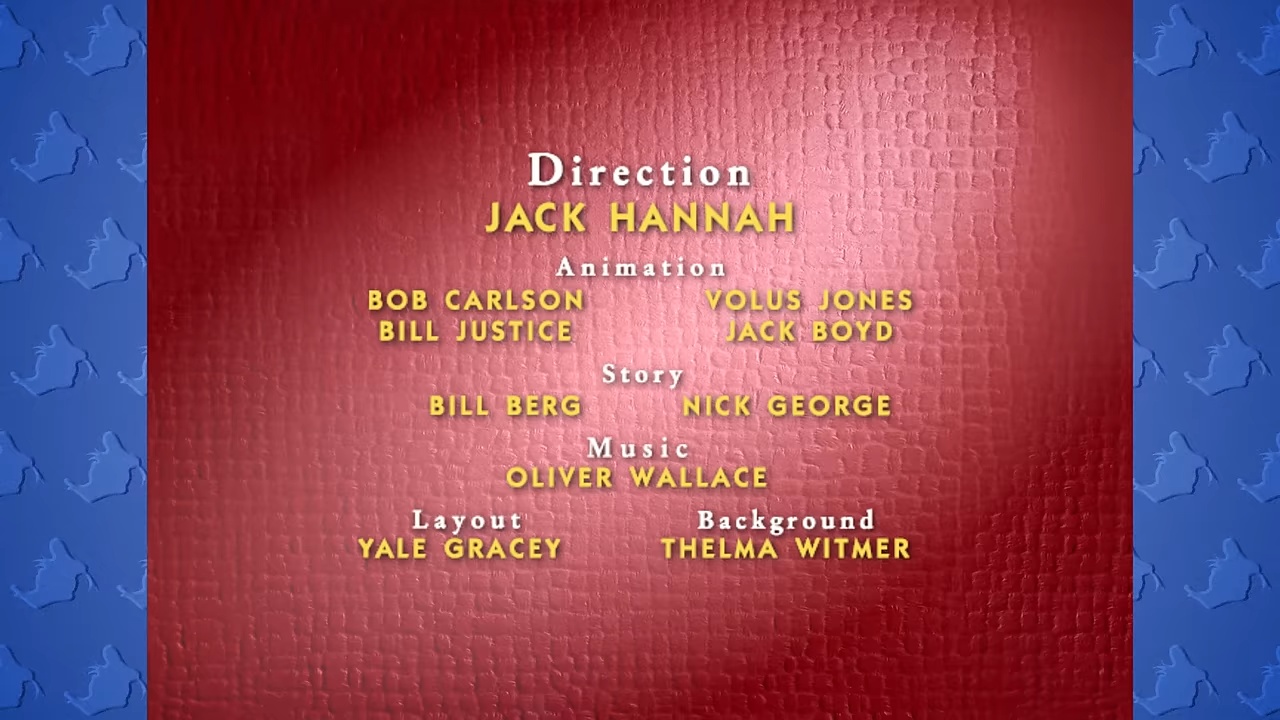 Direction
JACK HANNAH
Animation
BOB CARLSON VOLUS JONES
BILL JUSTICE JACK BOYD
Story
BILL BERG NICK GEORGE
Music
OLIVER WALLACE
Layout Background
YALE GRACEY THELMA WITMER